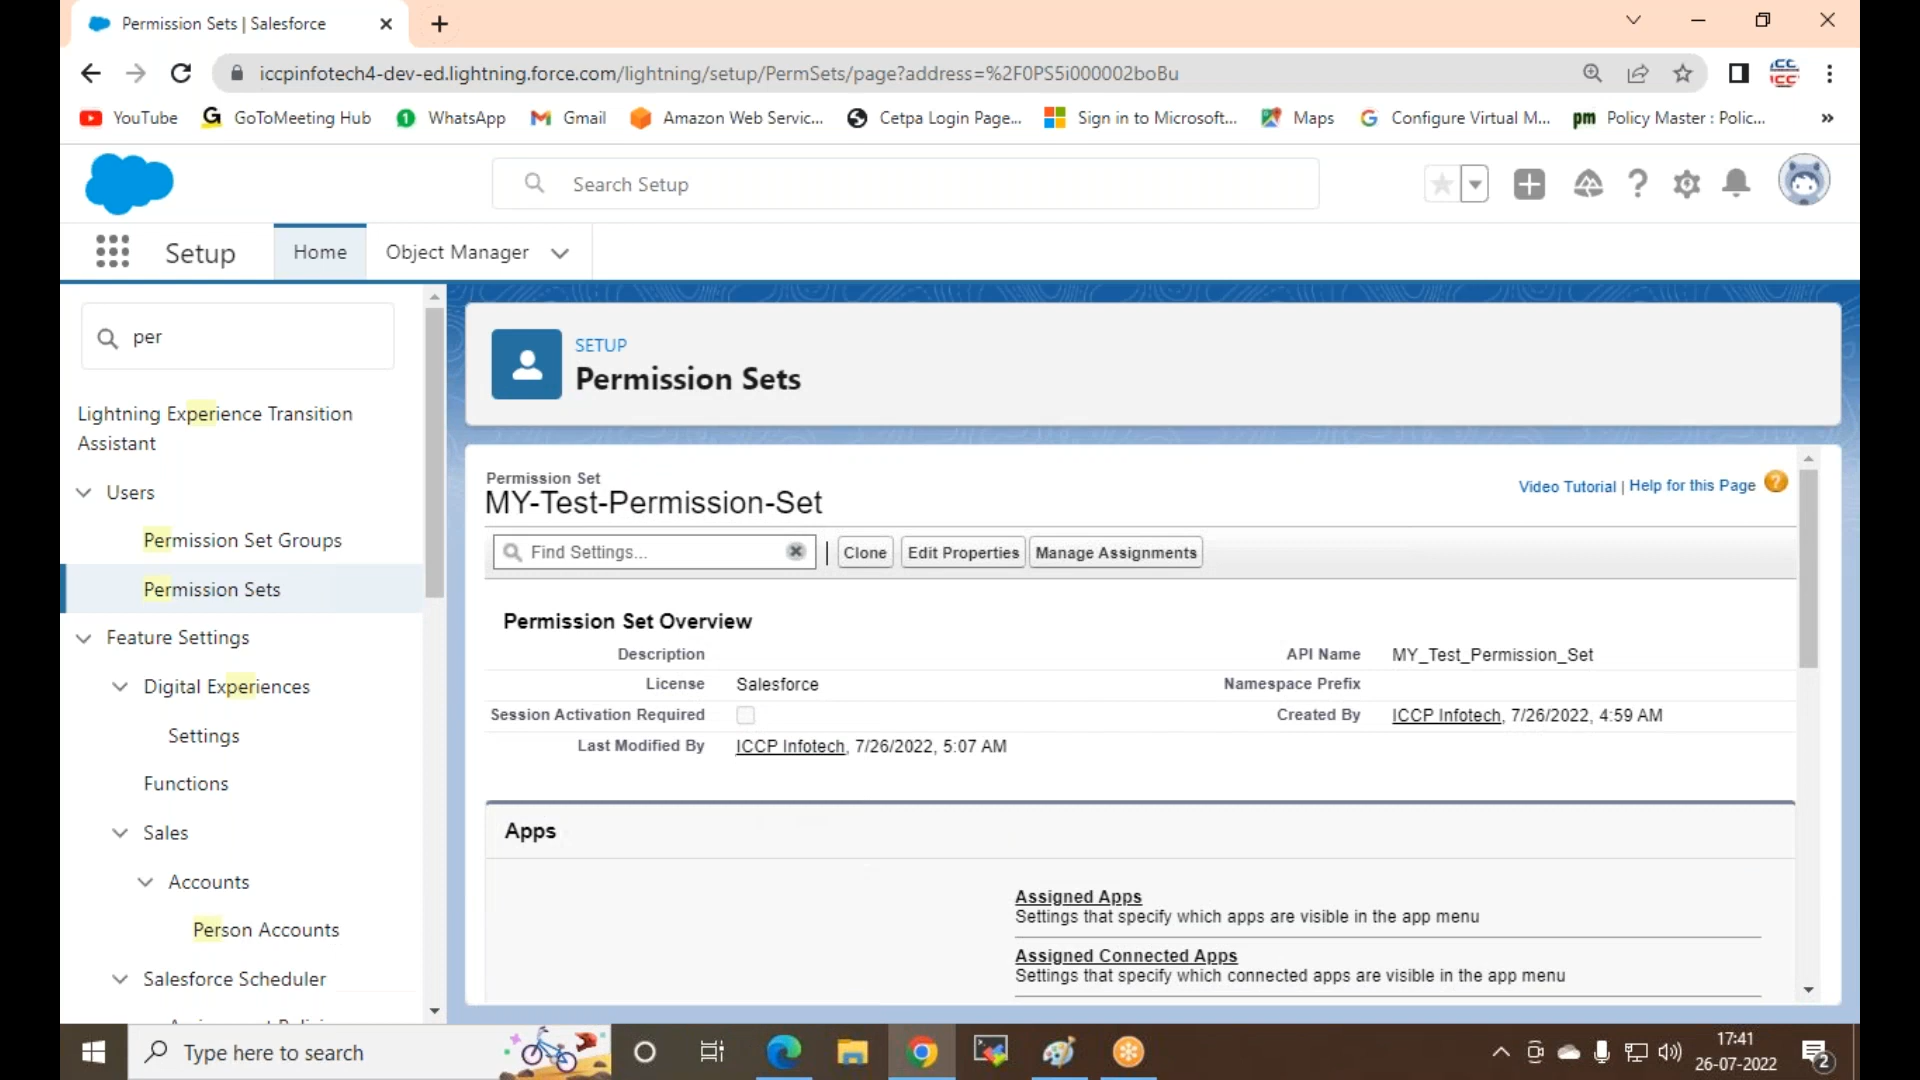 Permission Sets | Salesforce
iccpinfotech4-dev-ed.lightning.force.com/lightning/setup/PermSets/page?address=%2F0PS5i000002boBu
YouTube GoToMeeting Hub WhatsApp Gmail Amazon Web Servic... Cetpa Login Page... Sign in to Microsoft... Maps Configure Virtual M... pm Policy Master : Polic... »
Search Setup
Setup Home Object Manager
per
Lightning Experience Transition
Assistant
Users
Permission Set Groups
Permission Sets
Feature Settings
Digital Experiences
Settings
Functions
Sales
Accounts
Person Accounts
Salesforce Scheduler
SETUP
Permission Sets
Permission Set
MY-Test-Permission-Set
Video Tutorial | Help for this Page
Find Settings... | Clone Edit Properties Manage Assignments
Permission Set Overview
Description
API Name MY_Test_Permission_Set
License Salesforce
Namespace Prefix
Session Activation Required
Created By ICCP Infotech, 7/26/2022, 4:59 AM
Last Modified By ICCP Infotech, 7/26/2022, 5:07 AM
Apps
Assigned Apps
Settings that specify which apps are visible in the app menu
Assigned Connected Apps
Settings that specify which connected apps are visible in the app menu
Type here to search
17:41
26-07-2022
2